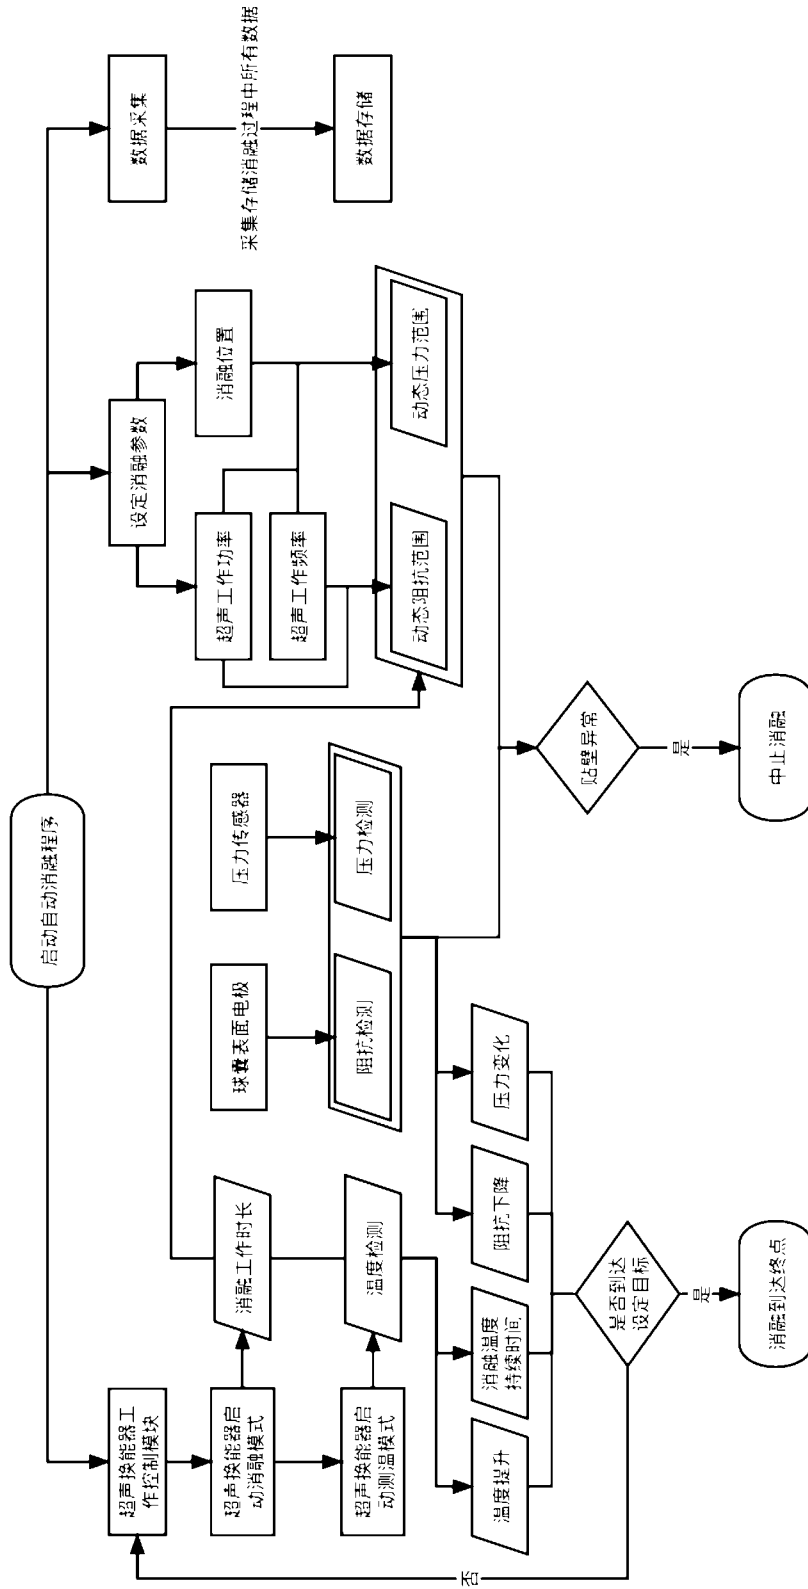 启动自动消融程序
超声换能器工
作控制模块
设定消融参数
数据采集
超声换能器启
动消融模式
消融工作时长
球囊表面电极
压力传感器
超声工作功率
消融位置
采集存储消融过程中所有数据
超声工作频率
超声换能器启
动测温模式
温度检测
阻抗检测
压力检测
动态阻抗范围
动态压力范围
数据存储
温度提升
消融温度
持续时间
阻抗下降
压力变化
否
是否到达
设定目标
贴壁异常
是
是
消融到达终点
中止消融